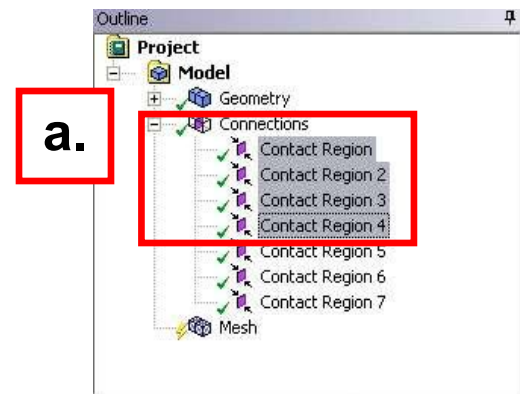 Outline
Project
Model
Geometry
a.
Connections
Contact Region
Contact Region 2
Contact Region 3
Contact Region 4
Contact Region 5
Contact Region 6
Contact Region 7
Mesh